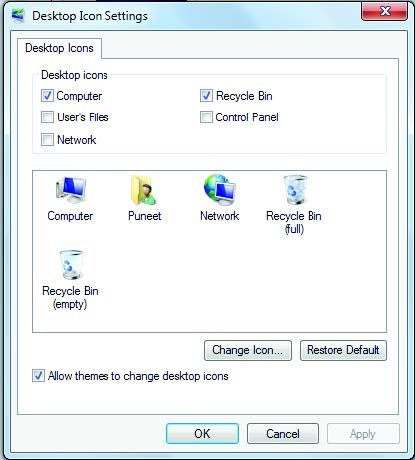 Desktop Icon Settings
Desktop Icons
Desktop icons
Computer
Recycle Bin
User's Files
Control Panel
Network
Computer
Puneet
Network
Recycle Bin
(full)
Recycle Bin
(empty)
Change Icon...
Restore Default
Allow themes to change desktop icons
OK
Cancel
Apply